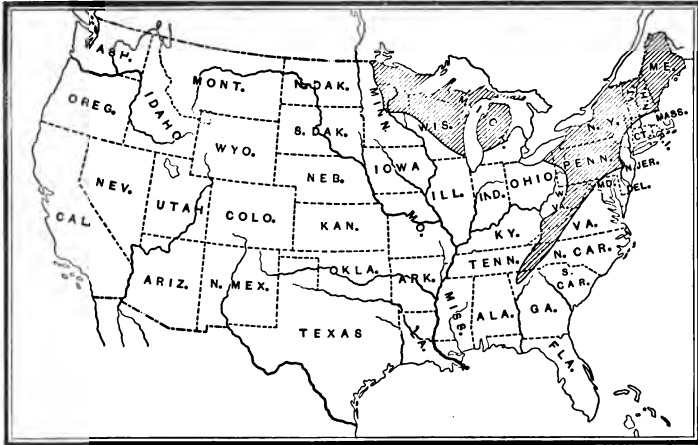 WASH.
MONT.
N. DAK.
MINN.
ME.
OREG.
IDAHO
S. DAK.
WIS.
MIC
N. Y.
MASS.
CT.
WYO.
IOWA
PENN.
N. JER.
NEB.
ILL.
IND.
OHIO
MD.
DEL.
NEV.
UTAH
COLO.
W. VA.
CAL
KAN.
MO.
KY.
VA.
ARIZ.
N. MEX.
OKLA.
ARK.
TENN.
N. CAR.
S. CAR.
TEXAS
LA.
MISS.
ALA.
GA.
FLA.